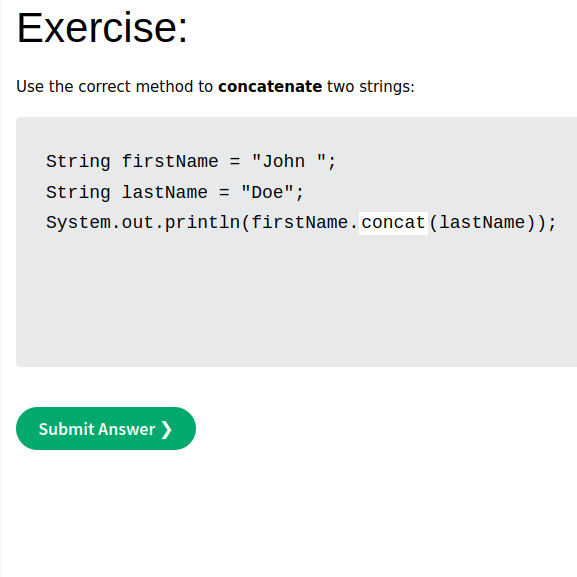 Exercise:
Use the correct method to concatenate two strings:
String firstName = "John ";
String lastName = "Doe";
System.out.println(firstName.concat(lastName));
Submit Answer ❯